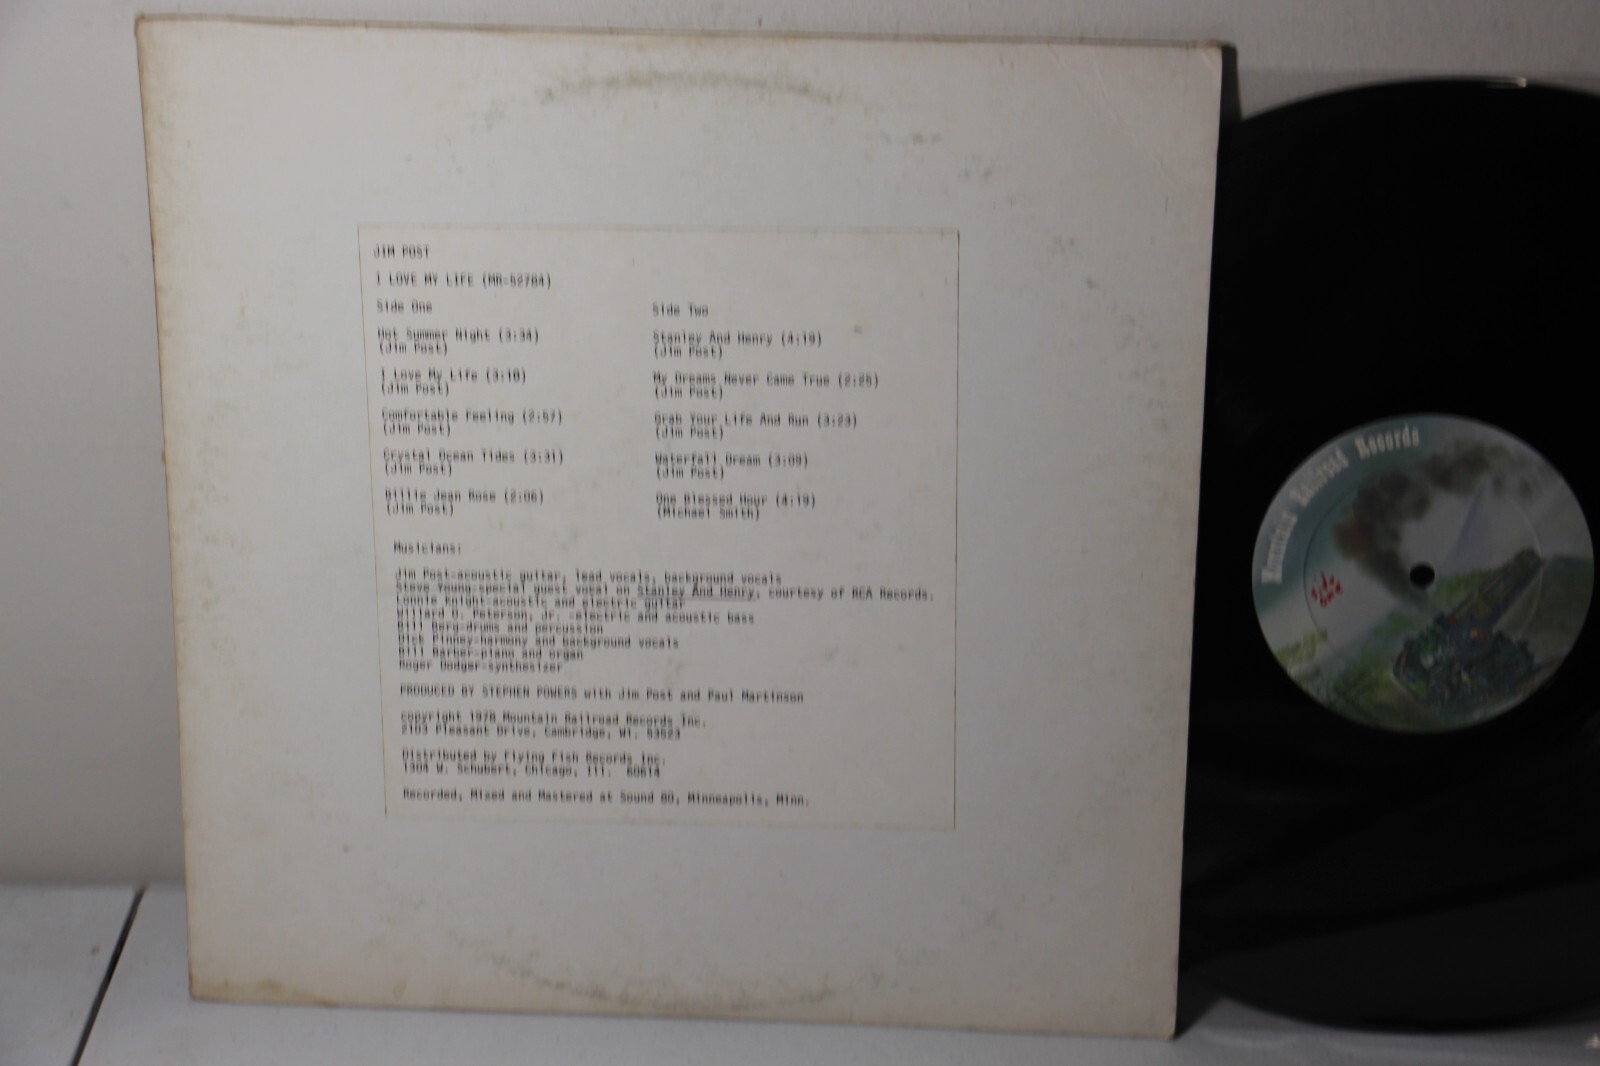 JIM POST
I LOVE MY LIFE (MR-52784)
Side One
Hot Summer Night (3:34)
(Jim Post)
I Love My Life (3:10)
(Jim Post)
Comfortable Feeling (2:57)
(Jim Post)
Crystal Ocean Tides (3:31)
(Jim Post)
Billie Jean Rose (2:06)
(Jim Post)
Side Two
Stanley And Henry (4:19)
(Jim Post)
My Dreams Never Came True (2:25)
(Jim Post)
Grab Your Life And Run (3:23)
(Jim Post)
Waterfall Dream (3:09)
(Jim Post)
One Blessed Hour (4:19)
(Michael Smith)
Musicians:
Jim Post-acoustic guitar, lead vocals, background vocals
Steve Young-special guest vocal on Stanley And Henry, courtesy of RCA Records.
Lonnie Knight-acoustic and electric guitar
Willard O. Peterson, Jr. -electric and acoustic bass
Bill Berg-drums and percussion
Dick Pinney-harmony and background vocals
Bill Barber-piano and organ
Roger Dodger-synthesizer
PRODUCED BY STEPHEN POWERS with Jim Post and Paul Martinson
copyright 1978 Mountain Railroad Records Inc.
2103 Pleasant Drive, Cambridge, WI. 53523
Distributed by Flying Fish Records Inc.
1304 W. Schubert, Chicago, Ill. 60614
Recorded, Mixed and Mastered at Sound 80, Minneapolis, Minn.
Mountain Railroad Records
Side
One